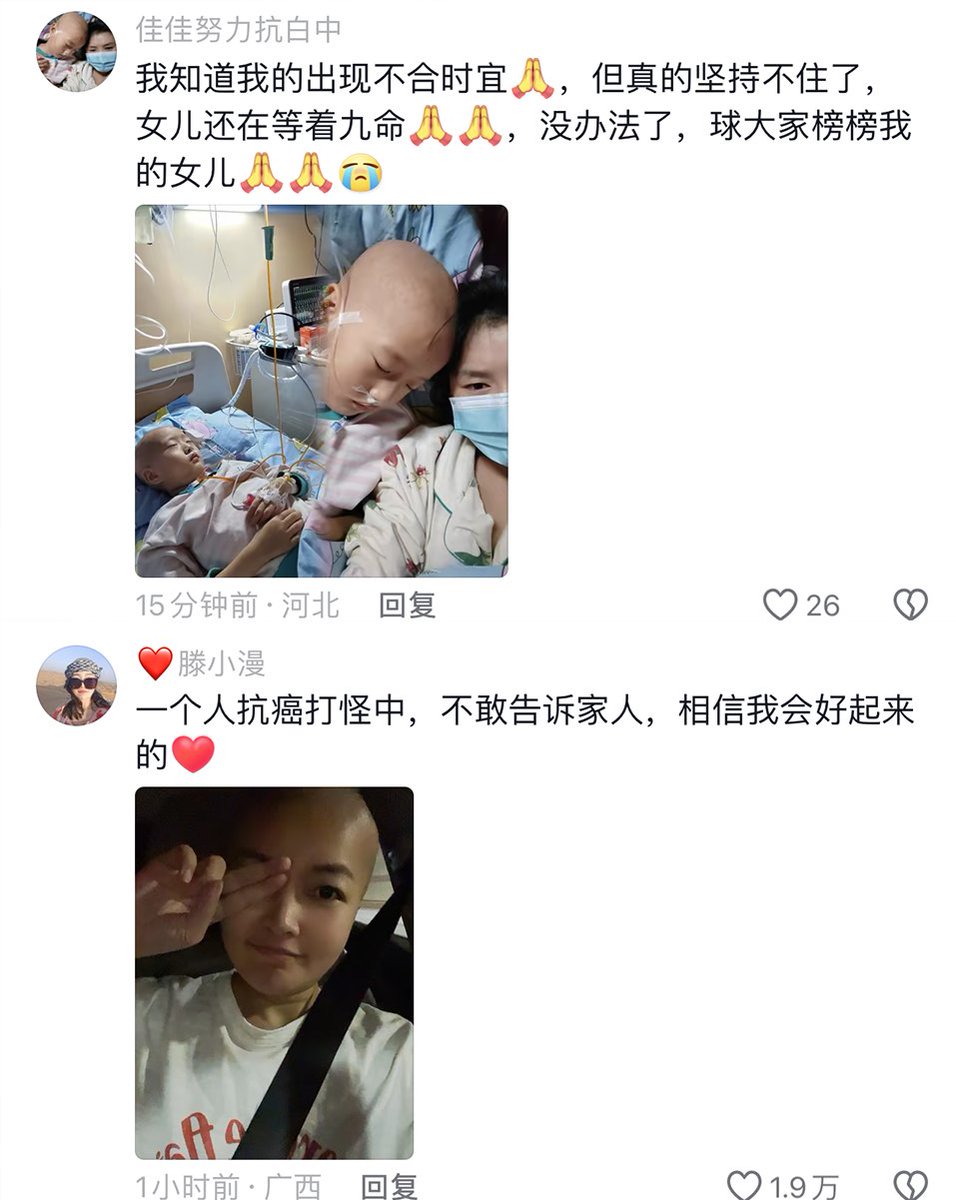 佳佳努力抗白中
我知道我的出现不合时宜🙏，但真的坚持不住了，
女儿还在等着九命🙏🙏，没办法了，球大家榜榜我
的女儿🙏🙏😭
15分钟前·河北 回复 26
❤️滕小漫
一个人抗癌打怪中，不敢告诉家人，相信我会好起来
的❤️
1小时前·广西 回复 1.9万